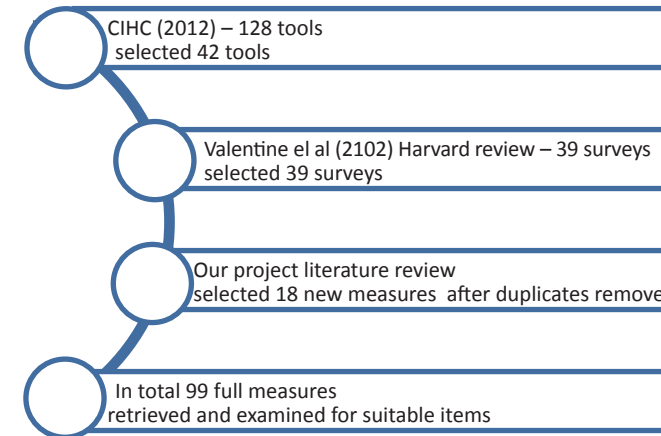 CIHC (2012) – 128 tools
selected 42 tools
Valentine el al (2102) Harvard review – 39 surveys
selected 39 surveys
Our project literature review
selected 18 new measures after duplicates remove
In total 99 full measures
retrieved and examined for suitable items